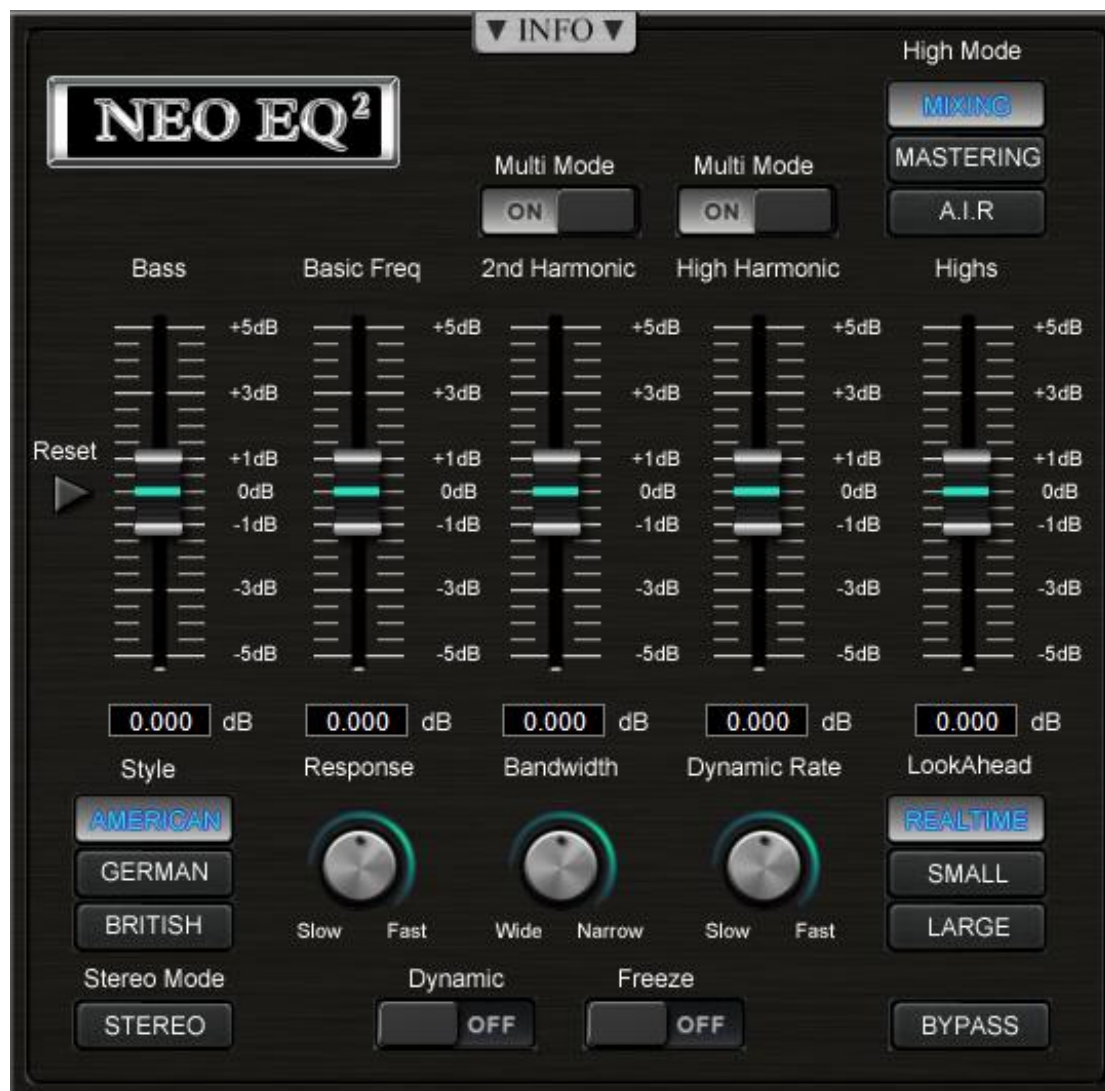 ▼ INFO ▼
High Mode
NEO EQ²
MIXING
MASTERING
A.I.R
Multi Mode Multi Mode
ON ON
Bass Basic Freq 2nd Harmonic High Harmonic Highs
+5dB +5dB +5dB +5dB +5dB
+3dB +3dB +3dB +3dB +3dB
Reset
+1dB +1dB +1dB +1dB +1dB
0dB 0dB 0dB 0dB 0dB
-1dB -1dB -1dB -1dB -1dB
-3dB -3dB -3dB -3dB -3dB
-5dB -5dB -5dB -5dB -5dB
0.000 dB 0.000 dB 0.000 dB 0.000 dB 0.000 dB
Style Response Bandwidth Dynamic Rate LookAhead
AMERICAN REALTIME
GERMAN SMALL
BRITISH Slow Fast Wide Narrow Slow Fast LARGE
Stereo Mode Dynamic Freeze
STEREO OFF OFF BYPASS